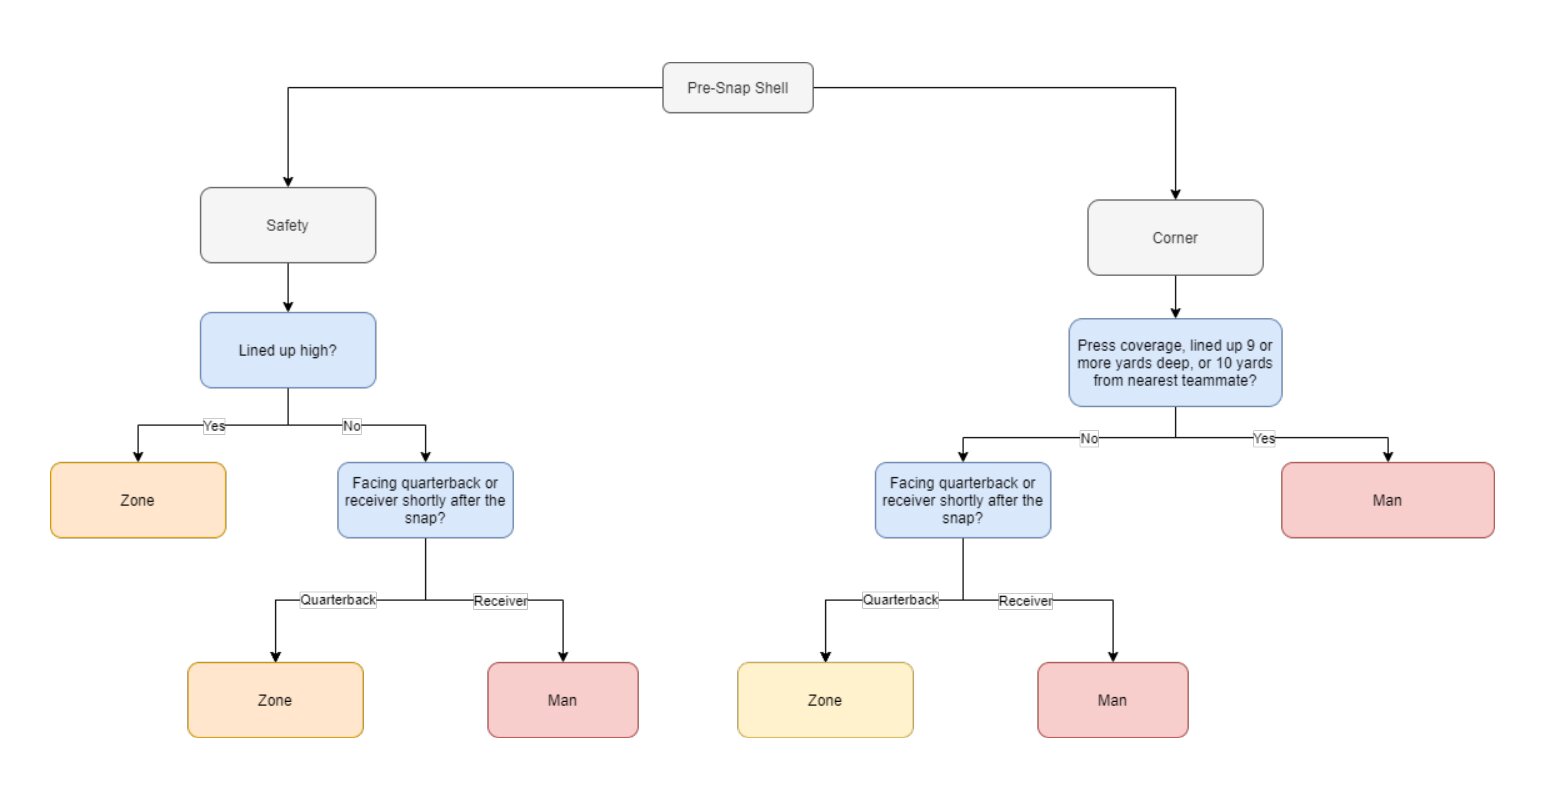 Pre-Snap Shell
Safety
Corner
Lined up high?
Press coverage, lined up 9 or
more yards deep, or 10 yards
from nearest teammate?
Yes
No
No
Yes
Zone
Facing quarterback or
receiver shortly after the
snap?
Facing quarterback or
receiver shortly after the
snap?
Man
Quarterback
Receiver
Quarterback
Receiver
Zone
Man
Zone
Man